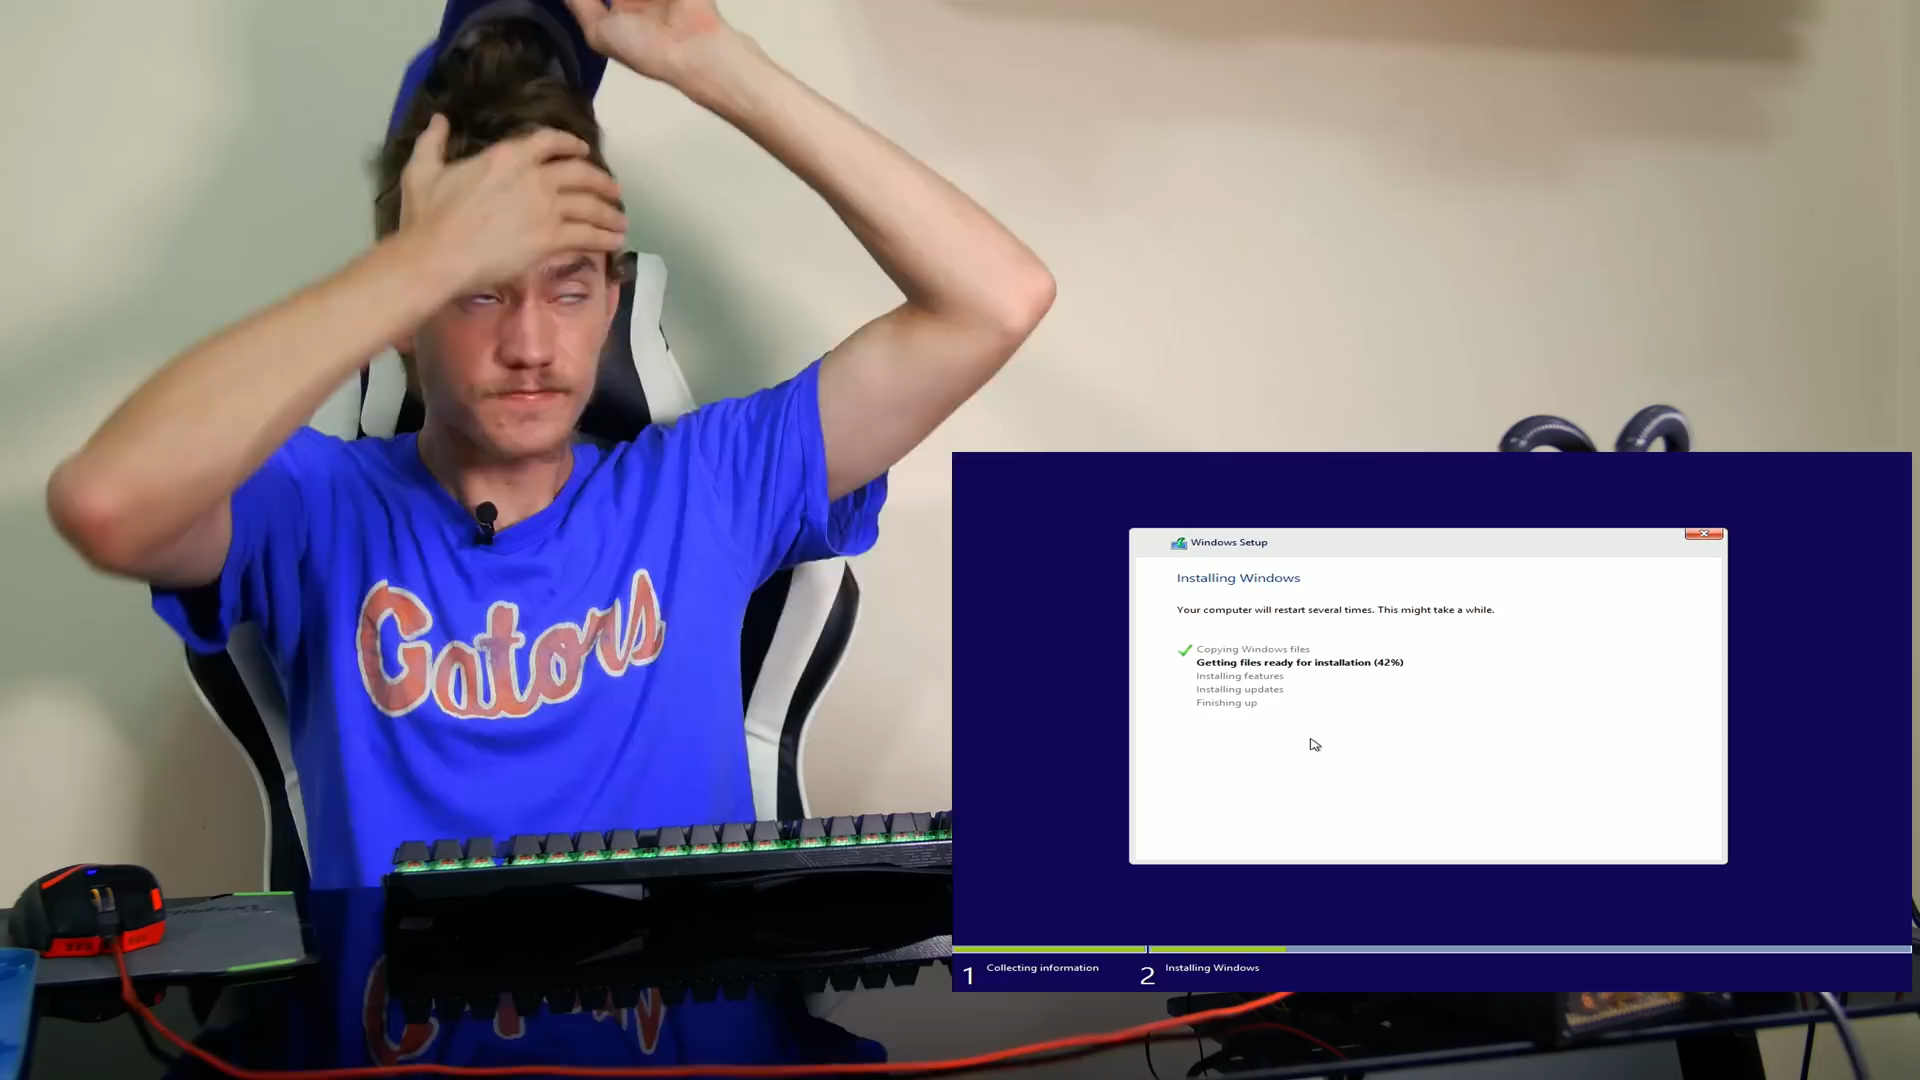 Gators
Windows Setup
Installing Windows
Your computer will restart several times. This might take a while.
Copying Windows files
Getting files ready for installation (42%)
Installing features
Installing updates
Finishing up
1 Collecting information
2 Installing Windows